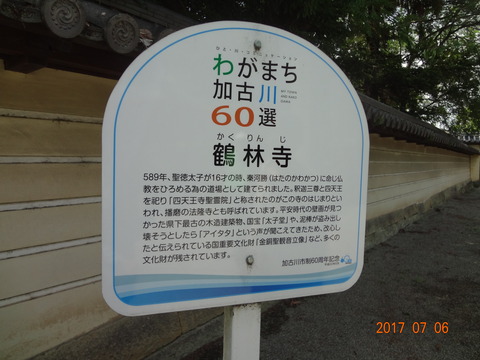 わがまち
MY TOWN
加古川
60選
かく りん じ
鶴林寺
589年、聖徳太子が16才の時、秦河勝(はたのかわかつ)に命じ仏
教をひろめる為の道場として建てられました。釈迦三尊と四天王
を祀り「四天王寺聖霊院」と称されたのがこの寺のはじまりとい
われ、播磨の法隆寺とも呼ばれています。平安時代の壁画が見つ
かった県下最古の木造建築物、国宝「太子堂」や、泥棒が盗み出し
壊そうとしたら「アイタタ」という声が聞こえてきたため、改心し
たと伝えられている国重要文化財「金銅聖観音立像」など、多くの
文化財が残されています。
加古川市制60周年記念
2017 07 06